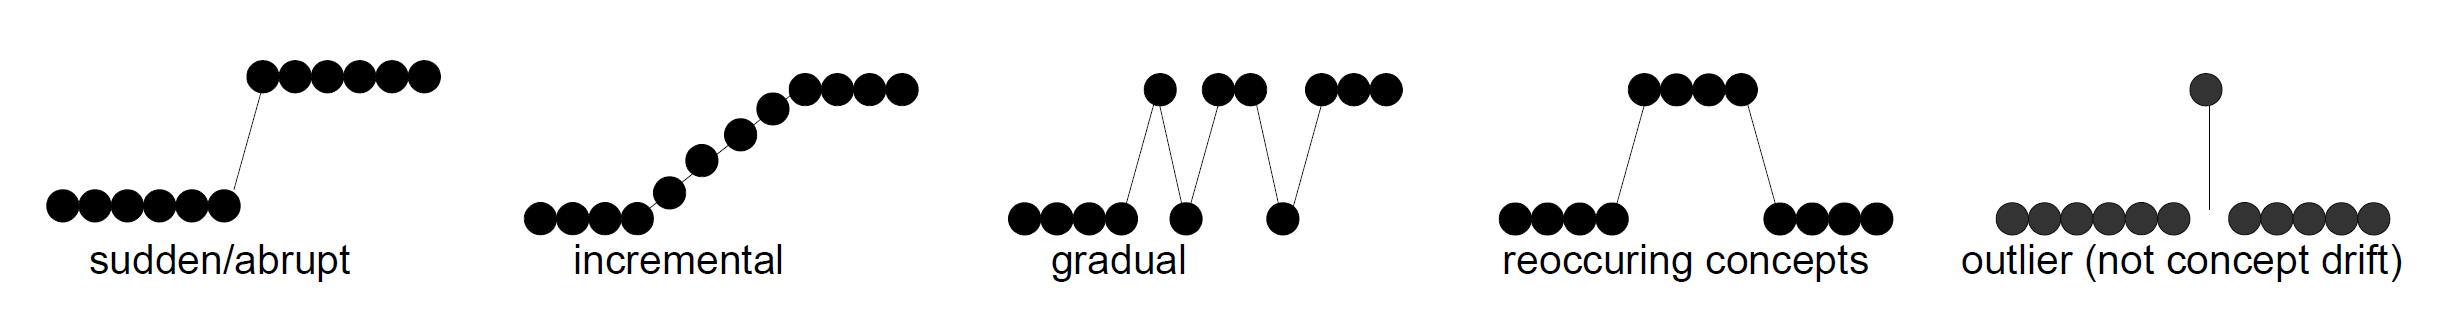 sudden/abrupt
incremental
gradual
reoccuring concepts
outlier (not concept drift)